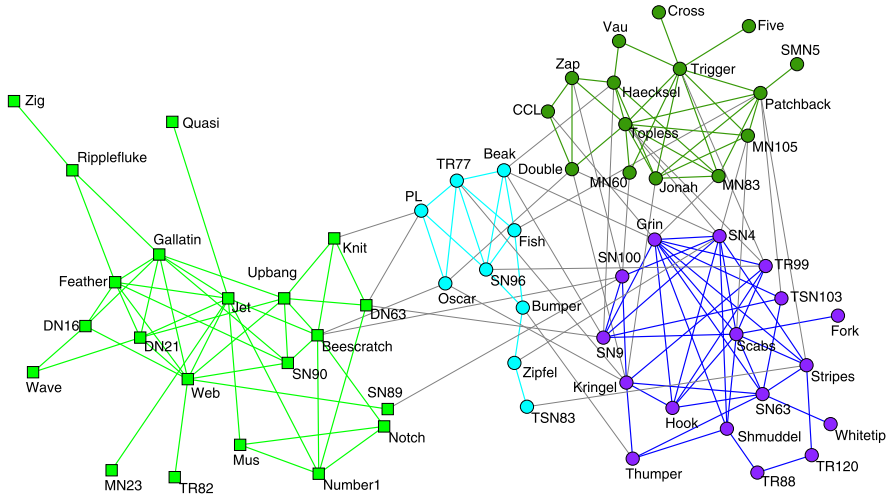 Cross
Vau
Five
SMN5
Zap
Trigger
Haecksel
Patchback
Zig
CCL
Quasi
Topless
MN105
Beak
Ripplefluke
TR77
Double
MN60
Jonah
MN83
PL
Grin
SN4
Gallatin
Knit
Fish
SN100
TR99
Feather
Upbang
SN96
Oscar
TSN103
Jet
DN63
Bumper
DN16
Fork
DN21
Beescratch
SN9
Scabs
Wave
SN90
Zipfel
Kringel
Stripes
Web
SN89
TSN83
Hook
SN63
Notch
Shmuddel
Whitetip
Mus
Thumper
TR120
MN23
TR82
Number1
TR88